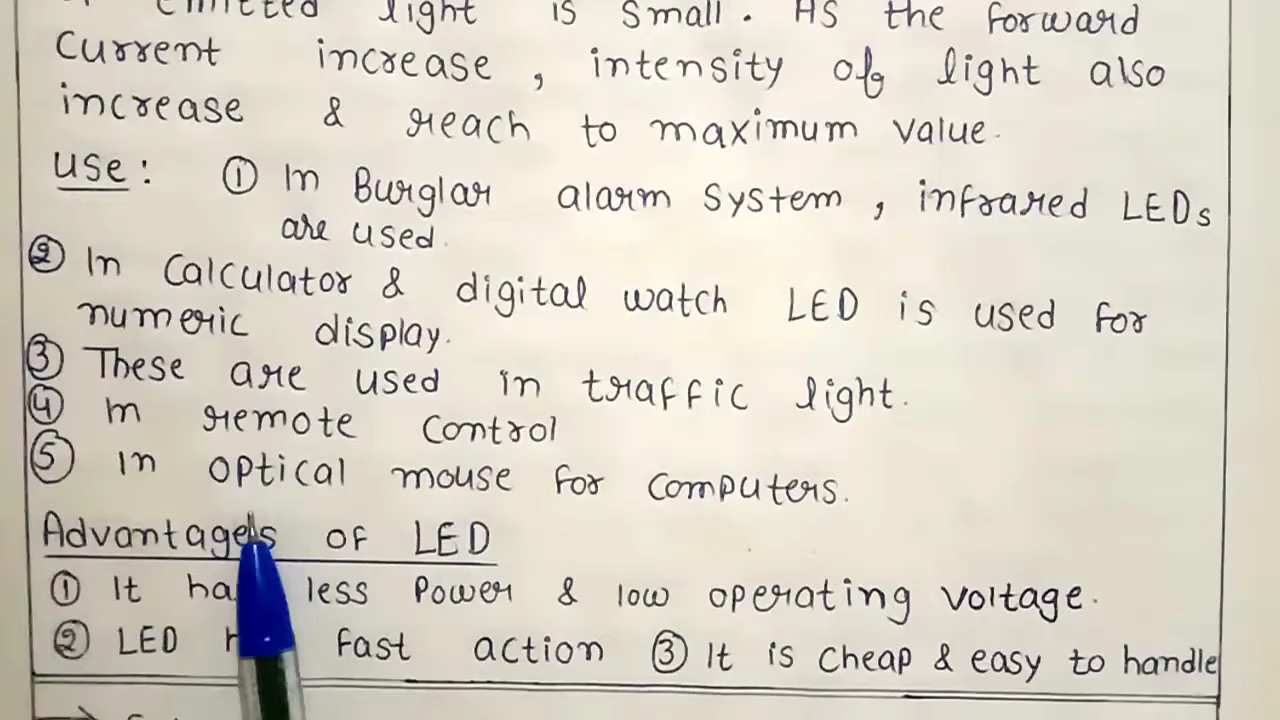 emitted light is small. As the forward
current increase, intensity of light also
increase & reach to maximum value.
use: ① In Burglar alarm system, infrared LEDs
are used.
② In calculator & digital watch LED is used for
numeric display.
③ These are used in traffic light.
④ In remote control
⑤ In optical mouse for computers.
Advantages of LED
① It less power & low operating voltage.
② LED fast action ③ It is cheap & easy to handle